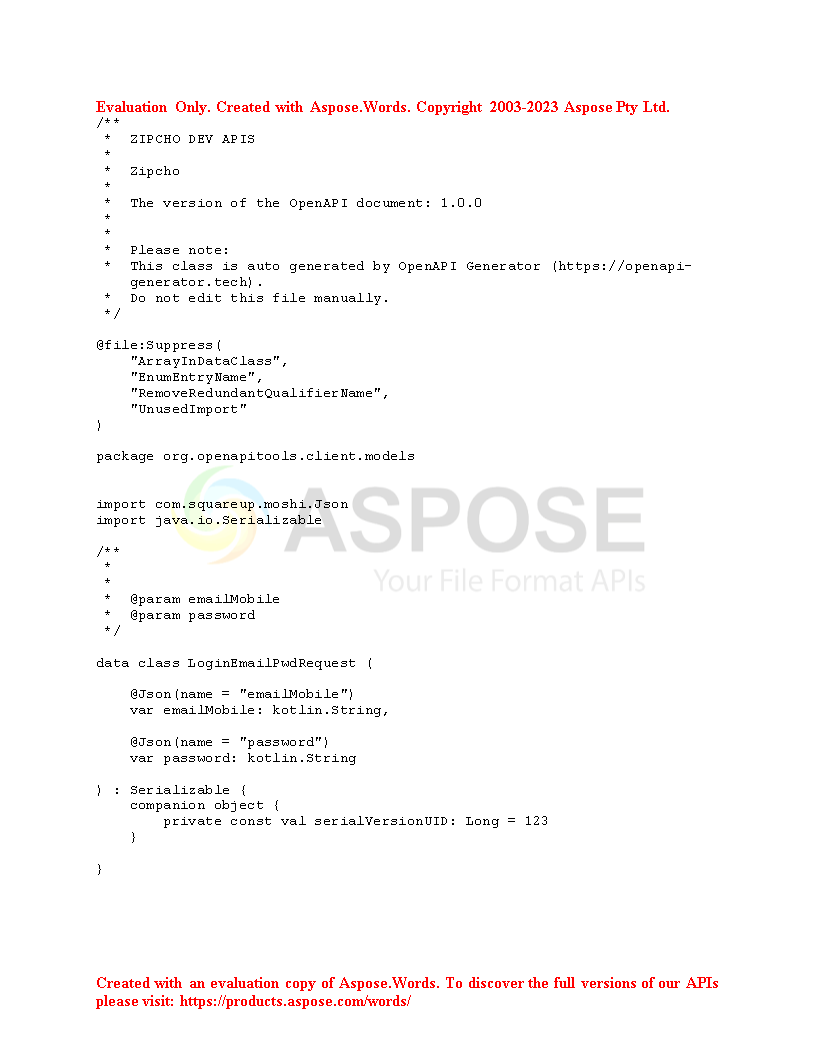 Evaluation Only. Created with Aspose.Words. Copyright 2003-2023 Aspose Pty Ltd.
/**
 *  ZIPCHO DEV APIS
 *
 *  Zipcho
 *
 *  The version of the OpenAPI document: 1.0.0
 *
 *
 *  Please note:
 *  This class is auto generated by OpenAPI Generator (https://openapi-
    generator.tech).
 *  Do not edit this file manually.
 */

@file:Suppress(
    "ArrayInDataClass",
    "EnumEntryName",
    "RemoveRedundantQualifierName",
    "UnusedImport"
)

package org.openapitools.client.models

import com.squareup.moshi.Json
import java.io.Serializable
ASPOSE
Your File Format APIs

/**
 *
 *
 *  @param emailMobile
 *  @param password
 */

data class LoginEmailPwdRequest (

    @Json(name = "emailMobile")
    var emailMobile: kotlin.String,

    @Json(name = "password")
    var password: kotlin.String

) : Serializable {
    companion object {
        private const val serialVersionUID: Long = 123
    }

}

Created with an evaluation copy of Aspose.Words. To discover the full versions of our APIs
please visit: https://products.aspose.com/words/